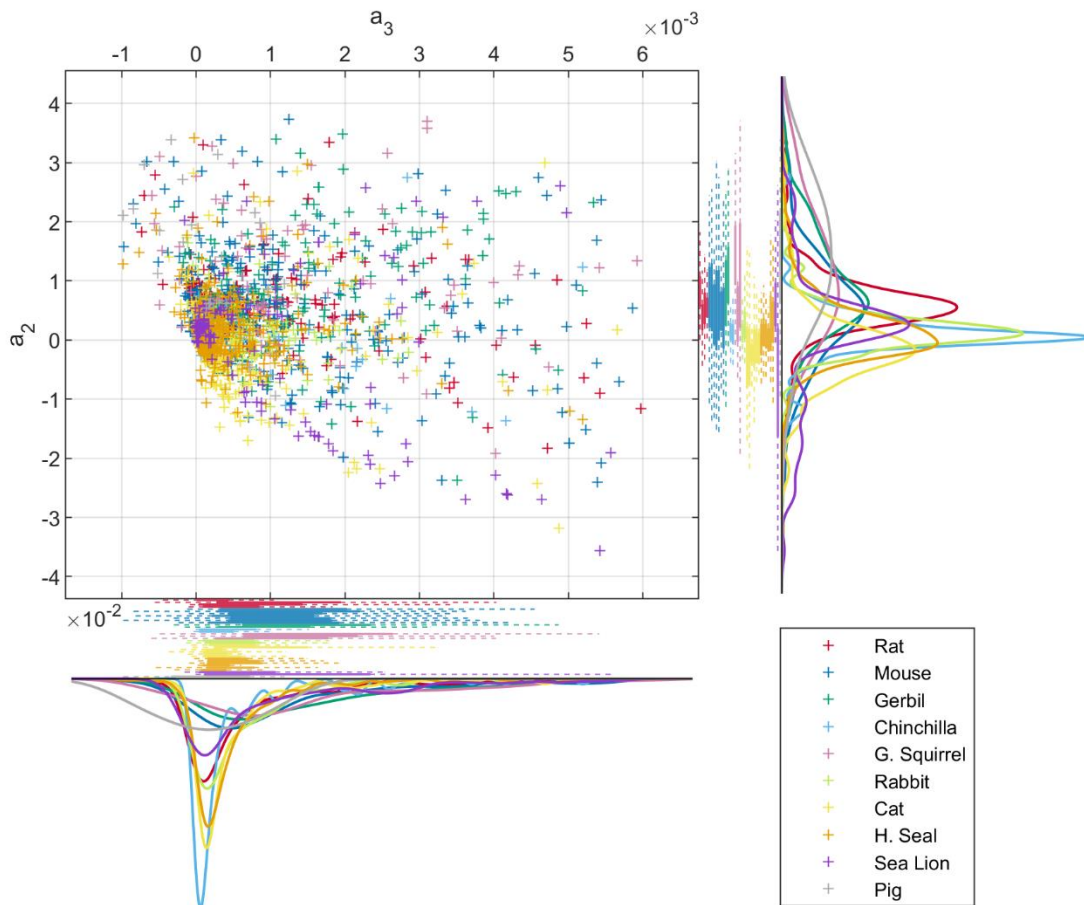 a3
×10-3
-1 0 1 2 3 4 5 6
4
3
2
1
0
-1
-2
-3
-4
a2
×10-2
Rat
Mouse
Gerbil
Chinchilla
G. Squirrel
Rabbit
Cat
H. Seal
Sea Lion
Pig